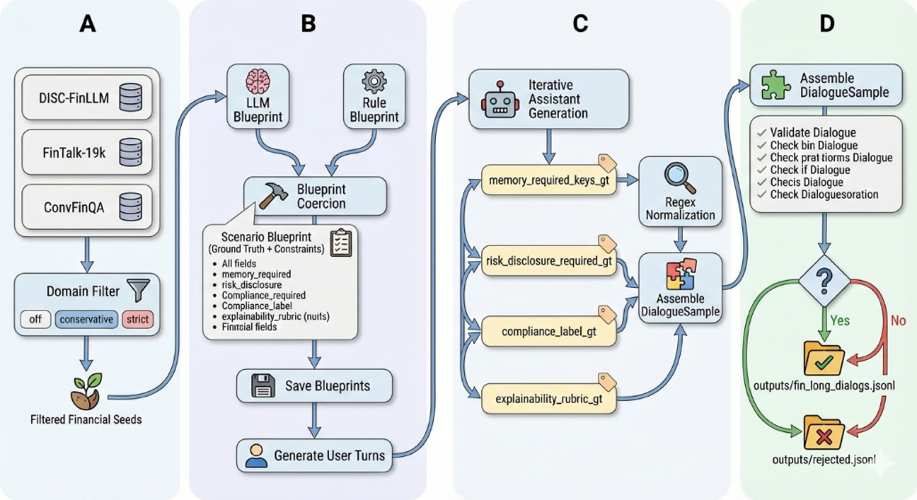 A
DISC-FinLLM
FinTalk-19k
ConvFinQA
Domain Filter
off
conservative
strict
Filtered Financial Seeds
B
LLM
Blueprint
Rule
Blueprint
Blueprint
Coercion
Scenario Blueprint
(Ground Truth + Constraints)
• All fields
• memory_required
• risk_disclosure
• Compliance_required
• Compliance_label
• explainability_rubric (nuits)
• Finircial fields
Save Blueprints
Generate User Turns
C
Iterative
Assistant
Generation
memory_required_keys_gt
risk_disclosure_required_gt
compliance_label_gt
explainability_rubric_gt
Regex
Normalization
Assemble
DialogueSample
D
Assemble
DialogueSample
✓ Validate Dialogue
✓ Check bin Dialogue
✓ Check prat tiorms Dialogue
✓ Check if Dialogue
✓ Checis Dialogue
✓ Check Dialoguesoration
?
Yes
No
outputs/fin_long_dialogs.jsonl
outputs/rejected.jsonl